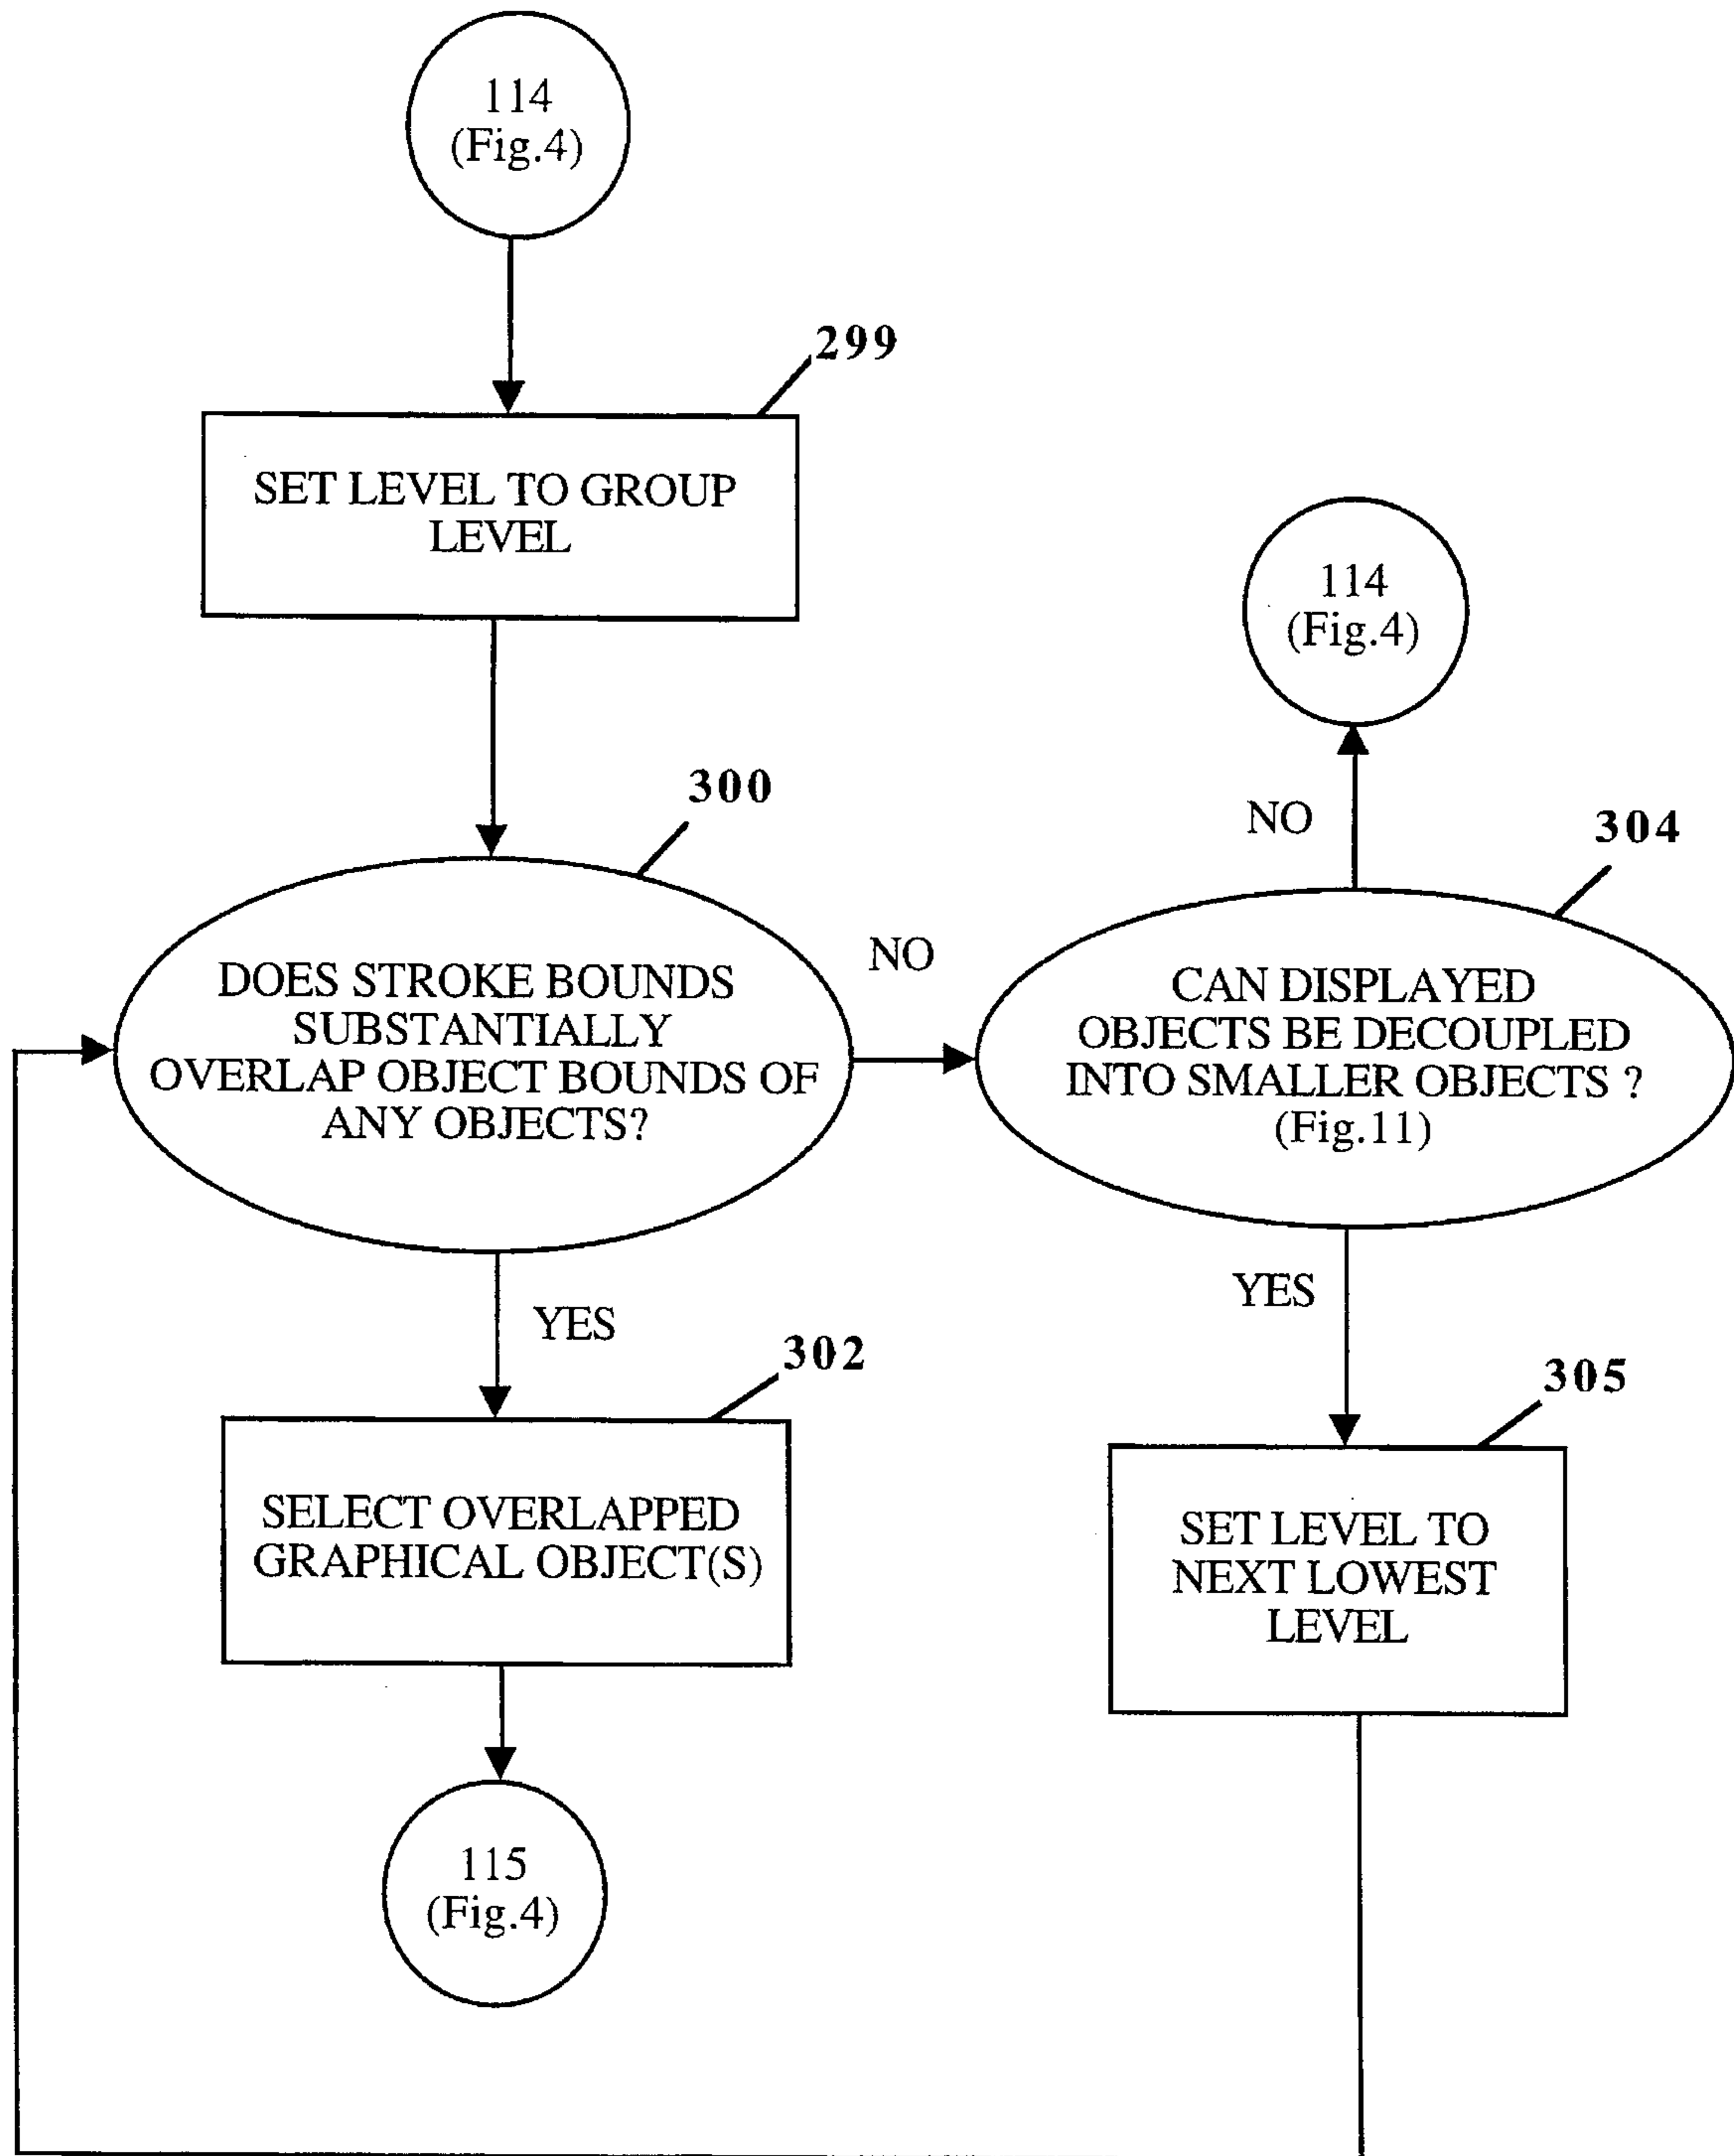 114
(Fig.4)
299
SET LEVEL TO GROUP
LEVEL
114
(Fig.4)
300
NO
304
DOES STROKE BOUNDS
SUBSTANTIALLY
OVERLAP OBJECT BOUNDS OF
ANY OBJECTS?
NO
CAN DISPLAYED
OBJECTS BE DECOUPLED
INTO SMALLER OBJECTS ?
(Fig.11)
YES
YES
302
305
SELECT OVERLAPPED
GRAPHICAL OBJECT(S)
SET LEVEL TO
NEXT LOWEST
LEVEL
115
(Fig.4)